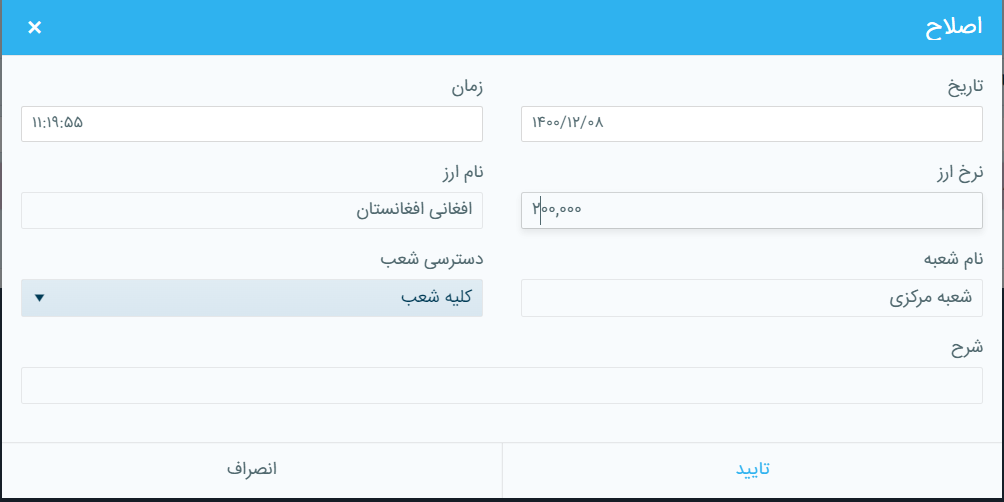 اصلاح ×
تاریخ
زمان
۱۴۰۰/۱۲/۰۸
۱۱:۱۹:۵۵
نرخ ارز
نام ارز
۲۰۰,۰۰۰
افغانی افغانستان
نام شعبه
دسترسی شعب
شعبه مرکزی
کلیه شعب
شرح
تایید
انصراف